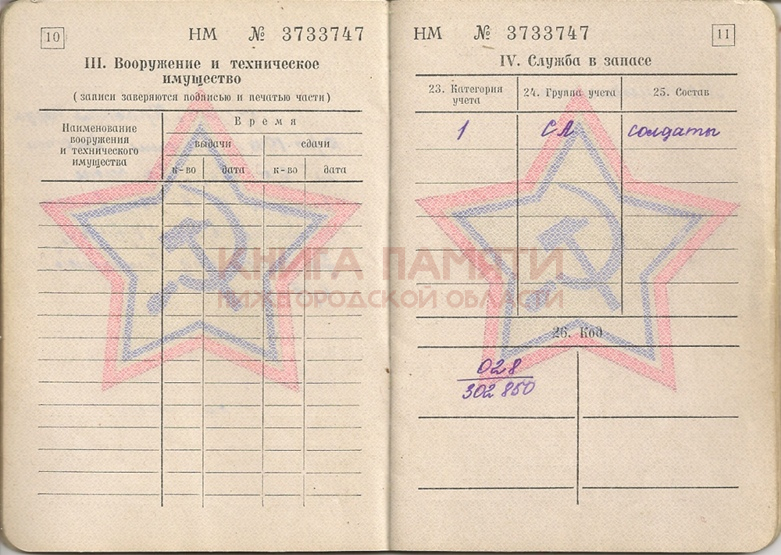 10
НМ № 3733747
III. Вооружение и техническое
имущество
(записи заверяются подписью и печатью части)
Наименование
вооружения
и технического
имущества
Время
выдачи
сдачи
к-во
дата
к-во
дата
НМ № 3733747
11
IV. Служба в запасе
23. Категория
учета
24. Группа учета
25. Состав
1
СА
солдаты
КНИГА ПАМЯТИ
НИЖЕГОРОДСКОЙ ОБЛАСТИ
26. Код
028
302 850